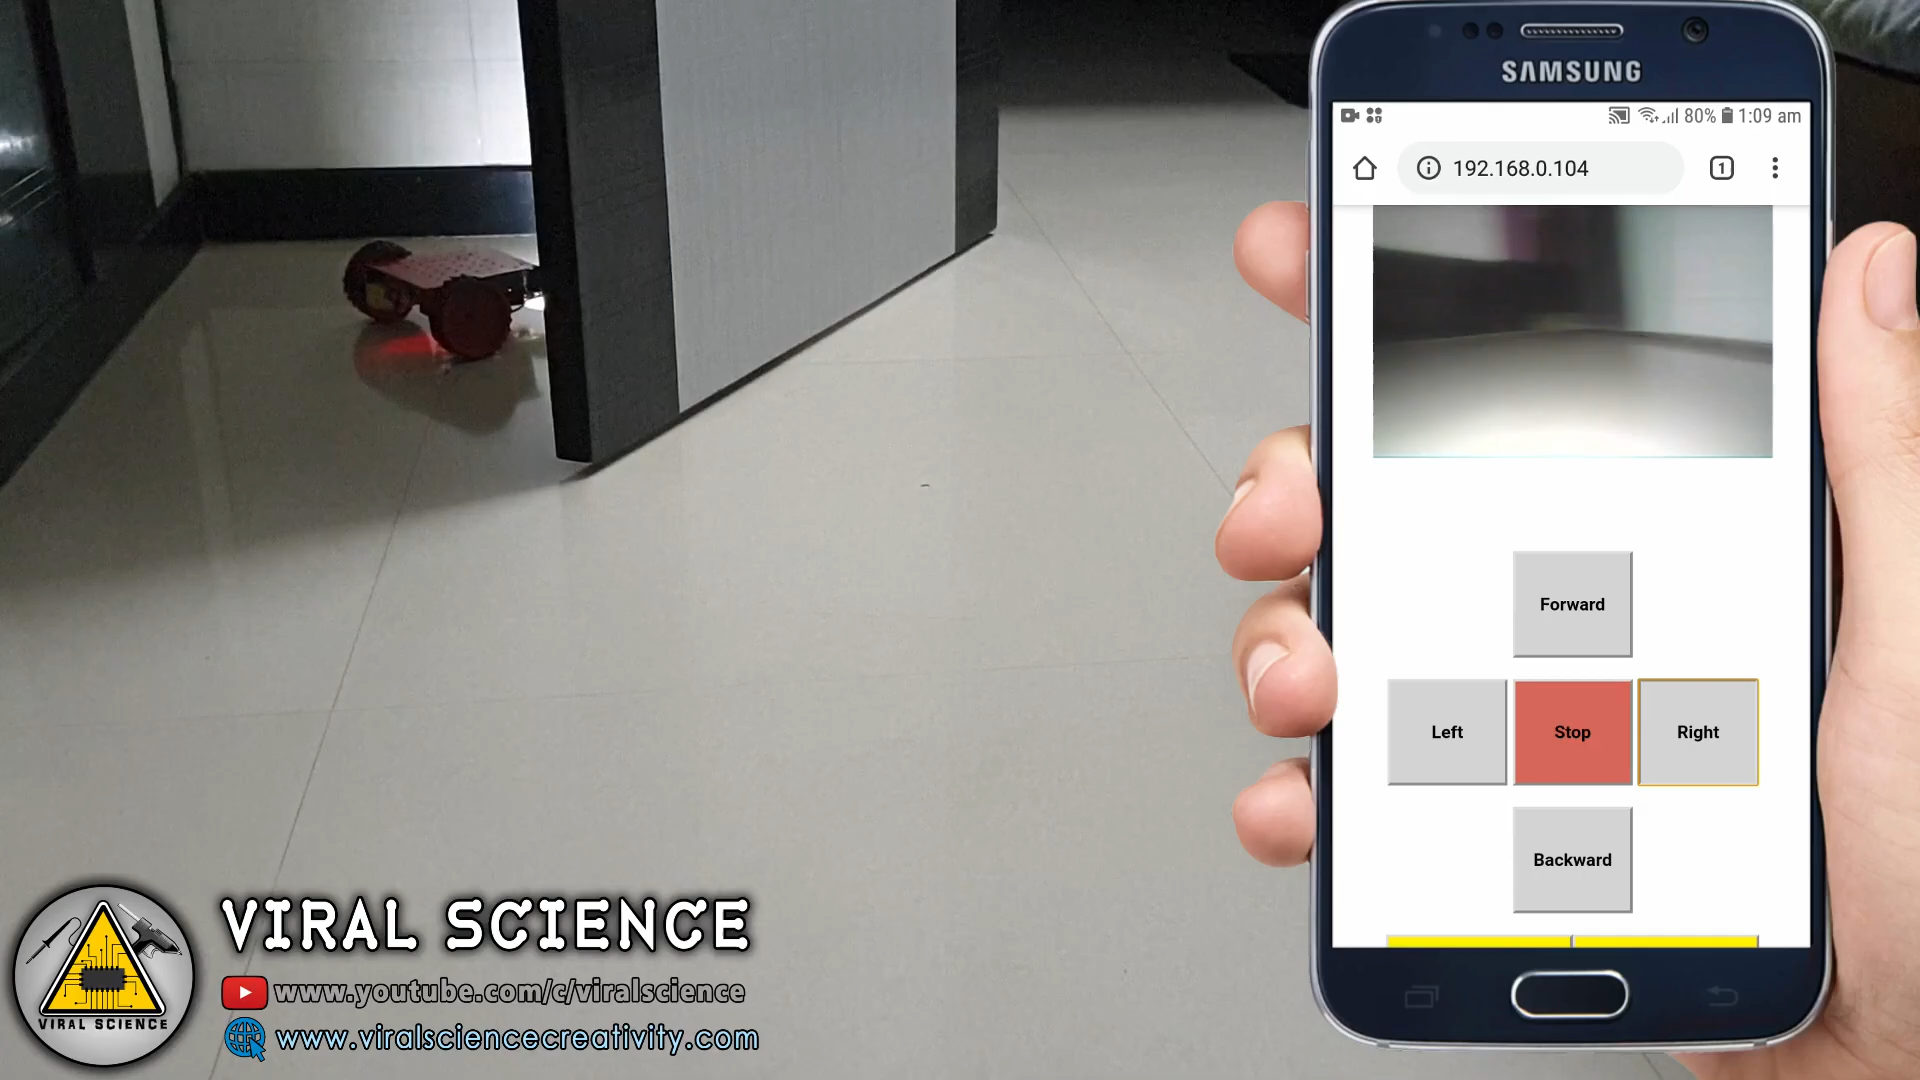 SAMSUNG
80% 1:09 am
192.168.0.104
1
Forward
Left Stop Right
Backward
VIRAL SCIENCE
VIRAL SCIENCE
www.youtube.com/c/viralscience
www.viralsciencecreativity.com